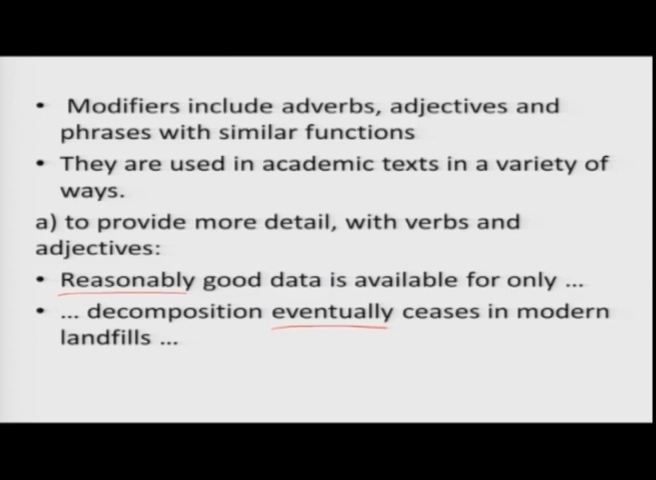 • Modifiers include adverbs, adjectives and
phrases with similar functions
• They are used in academic texts in a variety of
ways.
a) to provide more detail, with verbs and
adjectives:
• Reasonably good data is available for only ...
• ... decomposition eventually ceases in modern
landfills ...